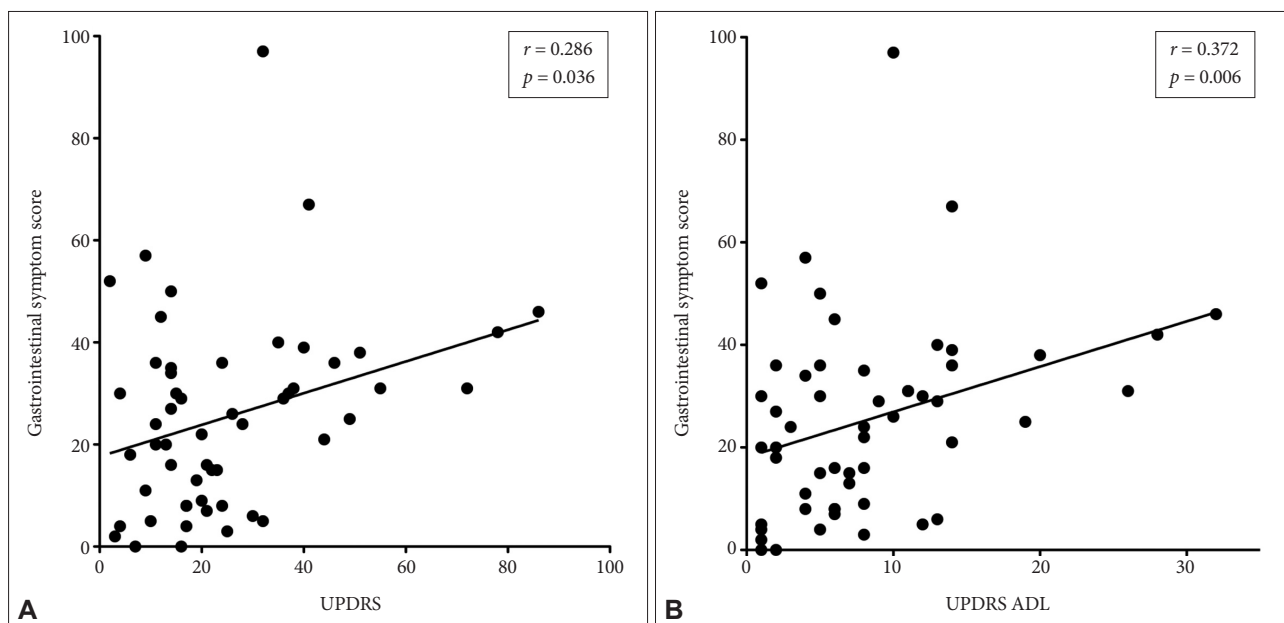 100
80
60
40
20
0
Gastrointestinal symptom score
r = 0.286
p = 0.036
0 20 40 60 80 100
UPDRS
A
100
80
60
40
20
0
Gastrointestinal symptom score
r = 0.372
p = 0.006
0 10 20 30
UPDRS ADL
B